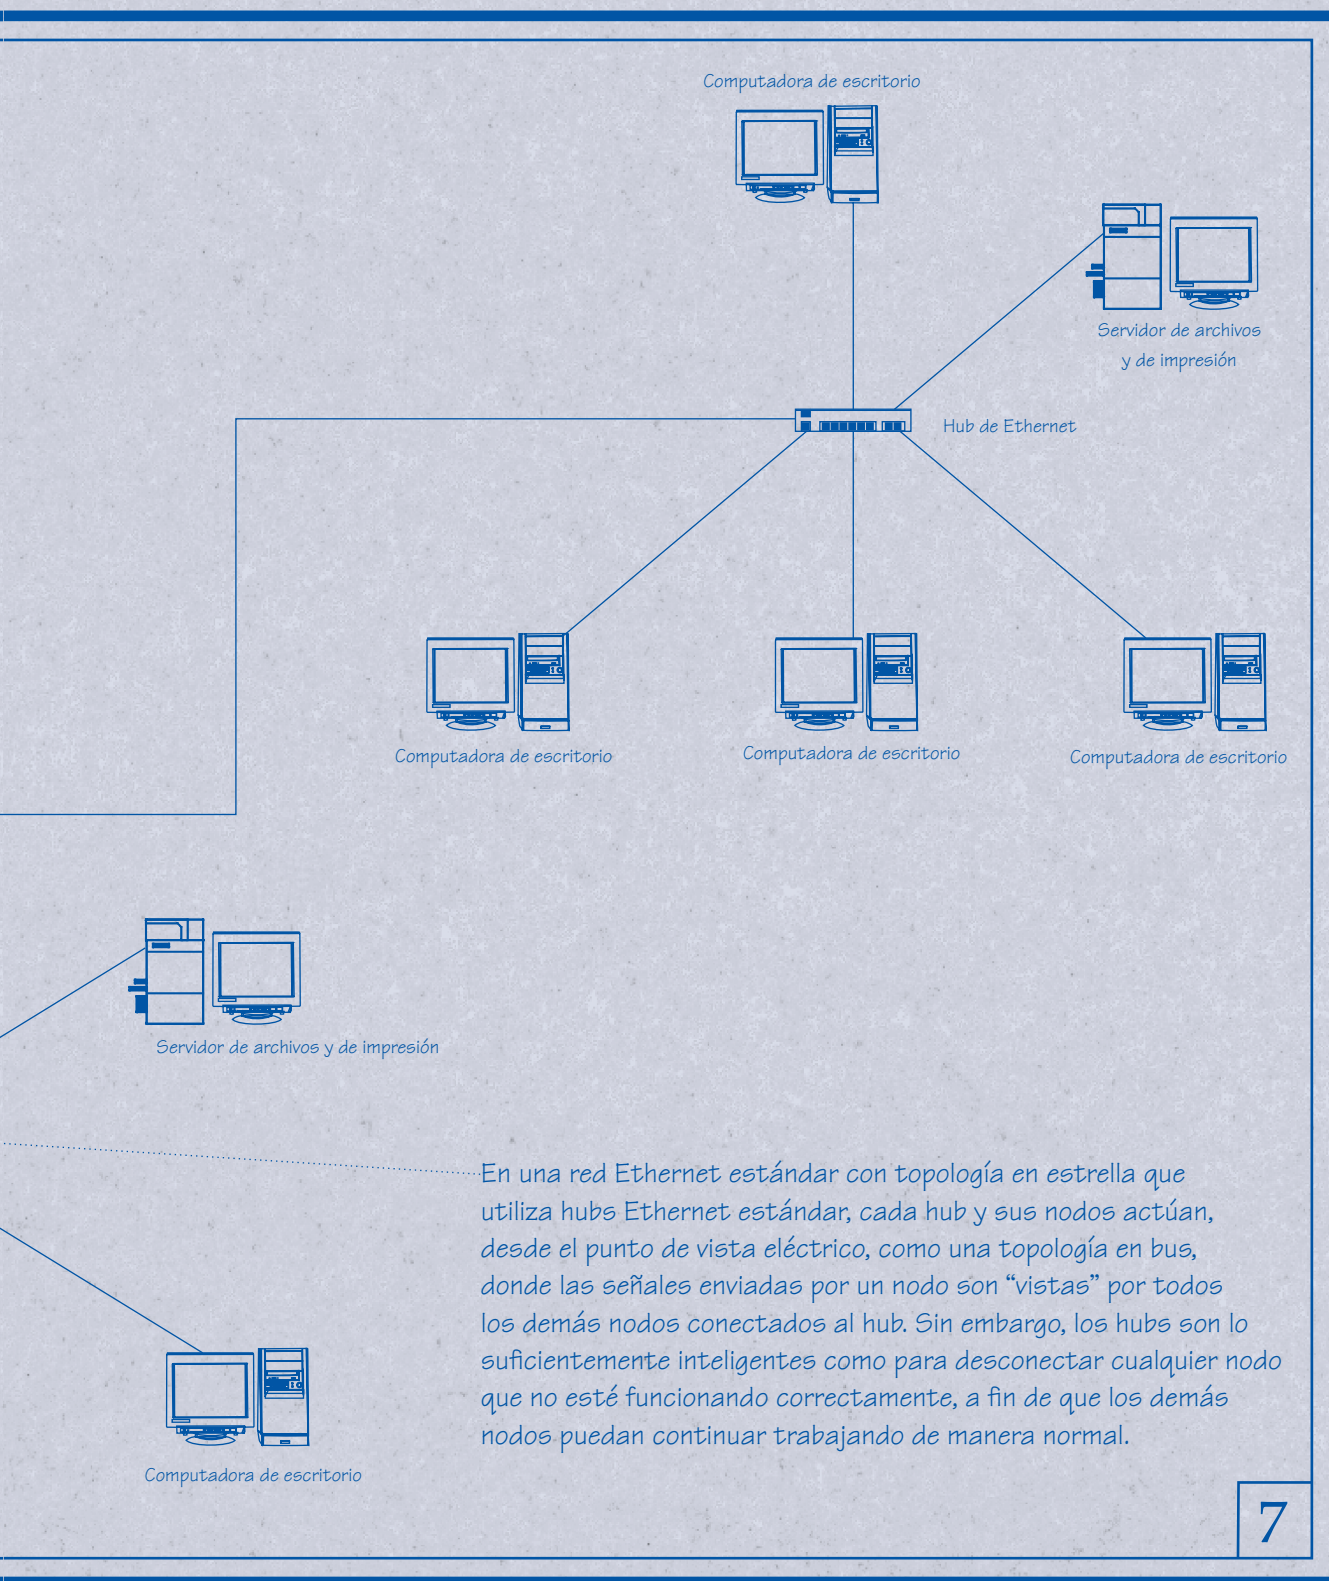 Computadora de escritorio
Servidor de archivos
y de impresión
Hub de Ethernet
Computadora de escritorio
Computadora de escritorio
Computadora de escritorio
Servidor de archivos y de impresión
En una red Ethernet estándar con topología en estrella que
utiliza hubs Ethernet estándar, cada hub y sus nodos actúan,
desde el punto de vista eléctrico, como una topología en bus,
donde las señales enviadas por un nodo son “vistas” por todos
los demás nodos conectados al hub. Sin embargo, los hubs son lo
suficientemente inteligentes como para desconectar cualquier nodo
que no esté funcionando correctamente, a fin de que los demás
nodos puedan continuar trabajando de manera normal.
Computadora de escritorio
7